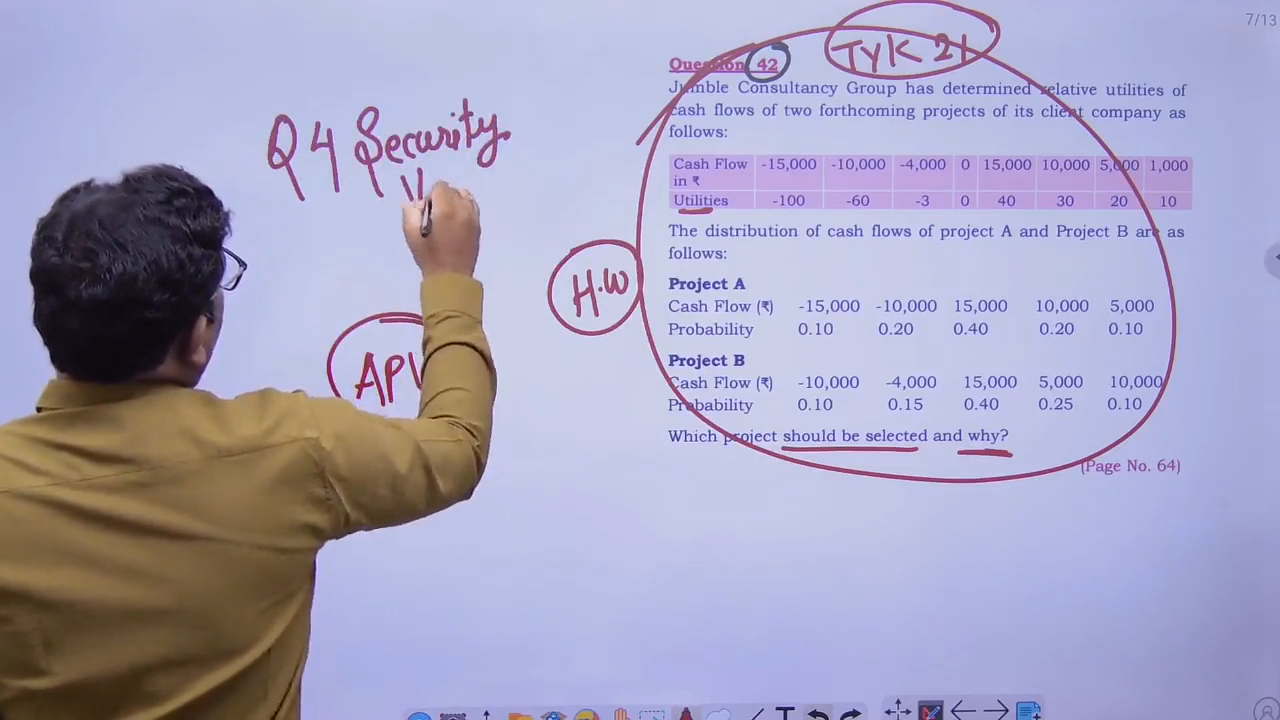 7/13
TYK 21
Question 42
Jumble Consultancy Group has determined relative utilities of
cash flows of two forthcoming projects of its client company as
follows:
Cash Flow in ₹ -15,000 -10,000 -4,000 0 15,000 10,000 5,000 1,000
Utilities -100 -60 -3 0 40 30 20 10
The distribution of cash flows of project A and Project B are as
follows:
Project A
Cash Flow (₹) -15,000 -10,000 15,000 10,000 5,000
Probability 0.10 0.20 0.40 0.20 0.10
Project B
Cash Flow (₹) -10,000 -4,000 15,000 5,000 10,000
Probability 0.10 0.15 0.40 0.25 0.10
Which project should be selected and why?
(Page No. 64)
Q4 Security
H.W